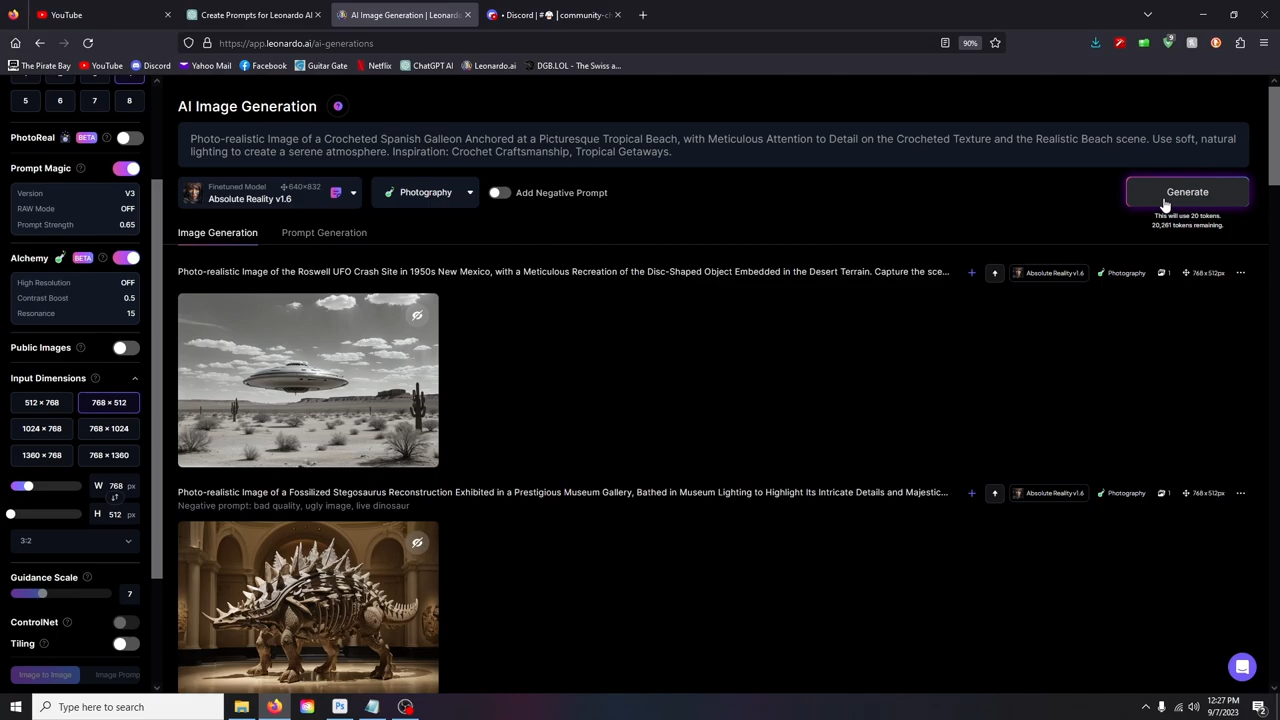 YouTube
Create Prompts for Leonardo AI
AI Image Generation | Leonardo
• Discord | #
community-c
https://app.leonardo.ai/ai-generations
90%
The Pirate Bay
YouTube
Discord
Yahoo Mail
Facebook
Guitar Gate
Netflix
ChatGPT AI
Leonardo.ai
DGB.LOL - The Swiss a...
5
6
7
8
PhotoReal
BETA
Prompt Magic
Version V3
RAW Mode OFF
Prompt Strength 0.65
Alchemy
BETA
High Resolution OFF
Contrast Boost 0.5
Resonance 15
Public Images
Input Dimensions
512 × 768
768 × 512
1024 × 768
768 × 1024
1360 × 768
768 × 1360
W 768 px
H 512 px
3:2
Guidance Scale
7
ControlNet
Tiling
Image to Image
Image Promp
AI Image Generation
Photo-realistic Image of a Crocheted Spanish Galleon Anchored at a Picturesque Tropical Beach, with Meticulous Attention to Detail on the Crocheted Texture and the Realistic Beach scene. Use soft, natural
lighting to create a serene atmosphere. Inspiration: Crochet Craftsmanship, Tropical Getaways.
Finetuned Model
640×832
Absolute Reality v1.6
Photography
Add Negative Prompt
Generate
This will use 20 tokens.
20,261 tokens remaining.
Image Generation
Prompt Generation
Photo-realistic Image of the Roswell UFO Crash Site in 1950s New Mexico, with a Meticulous Recreation of the Disc-Shaped Object Embedded in the Desert Terrain. Capture the sce...
Absolute Reality v1.6
Photography
1
768 x 512px
Photo-realistic Image of a Fossilized Stegosaurus Reconstruction Exhibited in a Prestigious Museum Gallery, Bathed in Museum Lighting to Highlight Its Intricate Details and Majestic...
Absolute Reality v1.6
Photography
1
768 x 512px
Negative prompt: bad quality, ugly image, live dinosaur
Type here to search
Ps
12:27 PM
9/7/2023
2